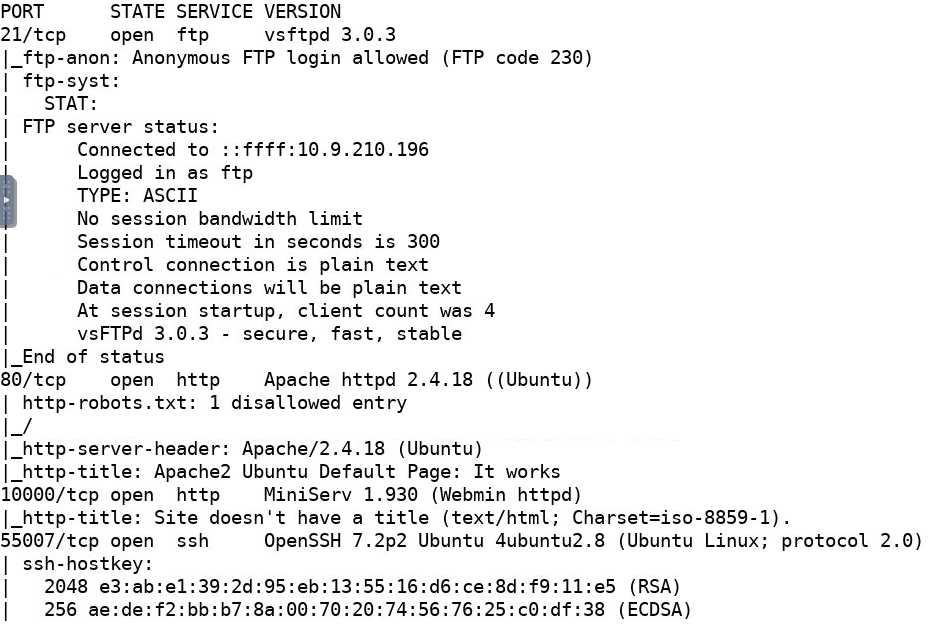 PORT      STATE SERVICE VERSION
21/tcp    open  ftp     vsftpd 3.0.3
|_ftp-anon: Anonymous FTP login allowed (FTP code 230)
| ftp-syst:
|   STAT:
| FTP server status:
|      Connected to ::ffff:10.9.210.196
|      Logged in as ftp
|      TYPE: ASCII
|      No session bandwidth limit
|      Session timeout in seconds is 300
|      Control connection is plain text
|      Data connections will be plain text
|      At session startup, client count was 4
|      vsFTPd 3.0.3 - secure, fast, stable
|_End of status
80/tcp    open  http    Apache httpd 2.4.18 ((Ubuntu))
| http-robots.txt: 1 disallowed entry
|_/
|_http-server-header: Apache/2.4.18 (Ubuntu)
|_http-title: Apache2 Ubuntu Default Page: It works
10000/tcp open  http    MiniServ 1.930 (Webmin httpd)
|_http-title: Site doesn't have a title (text/html; Charset=iso-8859-1).
55007/tcp open  ssh     OpenSSH 7.2p2 Ubuntu 4ubuntu2.8 (Ubuntu Linux; protocol 2.0)
| ssh-hostkey:
|   2048 e3:ab:e1:39:2d:95:eb:13:55:16:d6:ce:8d:f9:11:e5 (RSA)
|   256 ae:de:f2:bb:b7:8a:00:70:20:74:56:76:25:c0:df:38 (ECDSA)